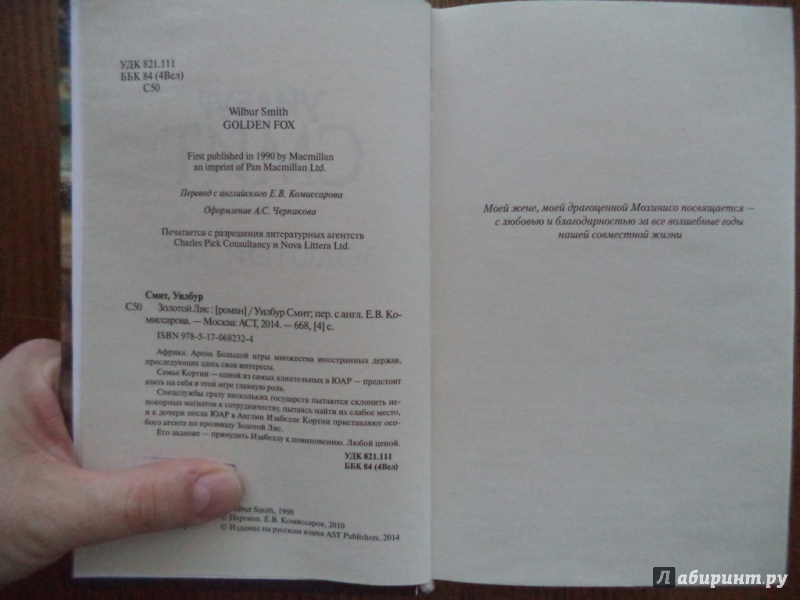 УДК 821.111
ББК 84 (4Вел)
С50
Wilbur Smith
GOLDEN FOX
First published in 1990 by Macmillan
an imprint of Pan Macmillan Ltd.
Перевод с английского Е.В. Комиссарова
Оформление А.С. Черпакова
Печатается с разрешения литературных агентств
Charles Pick Consultancy и Nova Littera Ltd.
Смит, Уилбур
С50 Золотой Лис : [роман] / Уилбур Смит; пер. с англ. Е.В. Ко-
миссарова. — Москва: АСТ, 2014. — 668, [4] с.
ISBN 978-5-17-068232-4
Африка. Арена Большой игры множества иностранных держав,
преследующих здесь свои интересы.
Семье Кортни — одной из самых влиятельных в ЮАР — предстоит
взять на себя в этой игре главную роль.
Спецслужбы сразу нескольких государств пытаются склонить не-
покорных магнатов к сотрудничеству, пытаясь найти их слабое место,
и к дочери посла ЮАР в Англии Изабелле Кортни приставляют осо-
бого агента по прозвищу Золотой Лис.
Его задание — принудить Изабеллу к повиновению. Любой ценой.
УДК 821.111
ББК 84 (4Вел)
Wilbur Smith, 1990
© Перевод. Е.В. Комиссаров, 2010
© Издание на русском языке AST Publishers, 2014
Моей жене, моей драгоценной Мохинисо посвящается —
с любовью и благодарностью за все волшебные годы
нашей совместной жизни
Лабиринт.ру